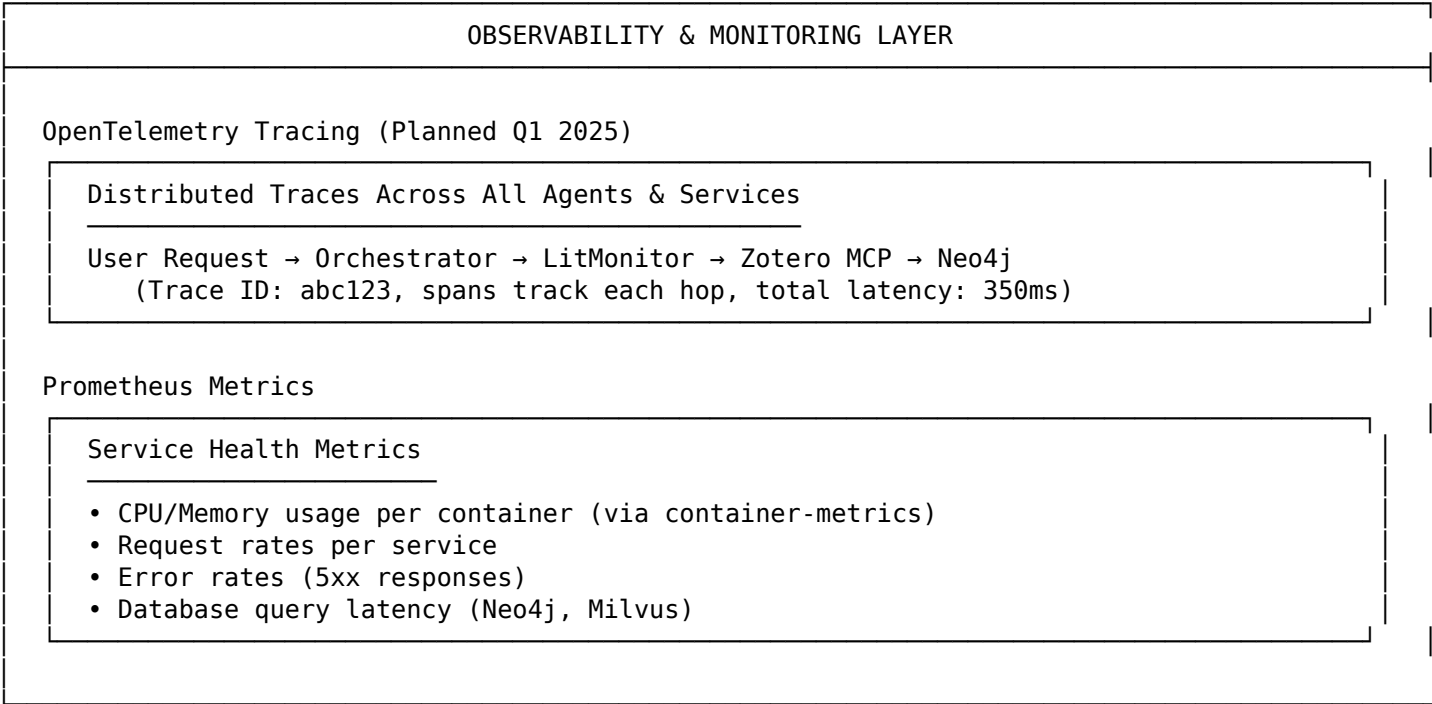 OBSERVABILITY & MONITORING LAYER
OpenTelemetry Tracing (Planned Q1 2025)
Distributed Traces Across All Agents & Services
User Request → Orchestrator → LitMonitor → Zotero MCP → Neo4j
(Trace ID: abc123, spans track each hop, total latency: 350ms)
Prometheus Metrics
Service Health Metrics
• CPU/Memory usage per container (via container-metrics)
• Request rates per service
• Error rates (5xx responses)
• Database query latency (Neo4j, Milvus)